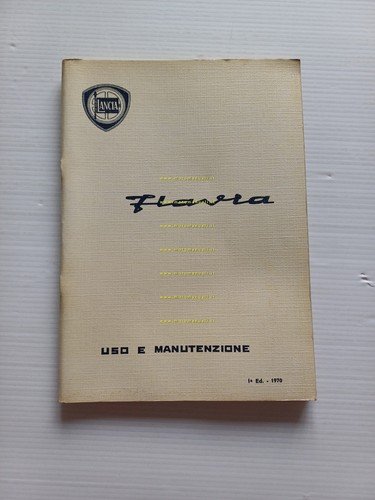 LANCIA
Flavia
USO E MANUTENZIONE
1ª Ed. - 1970